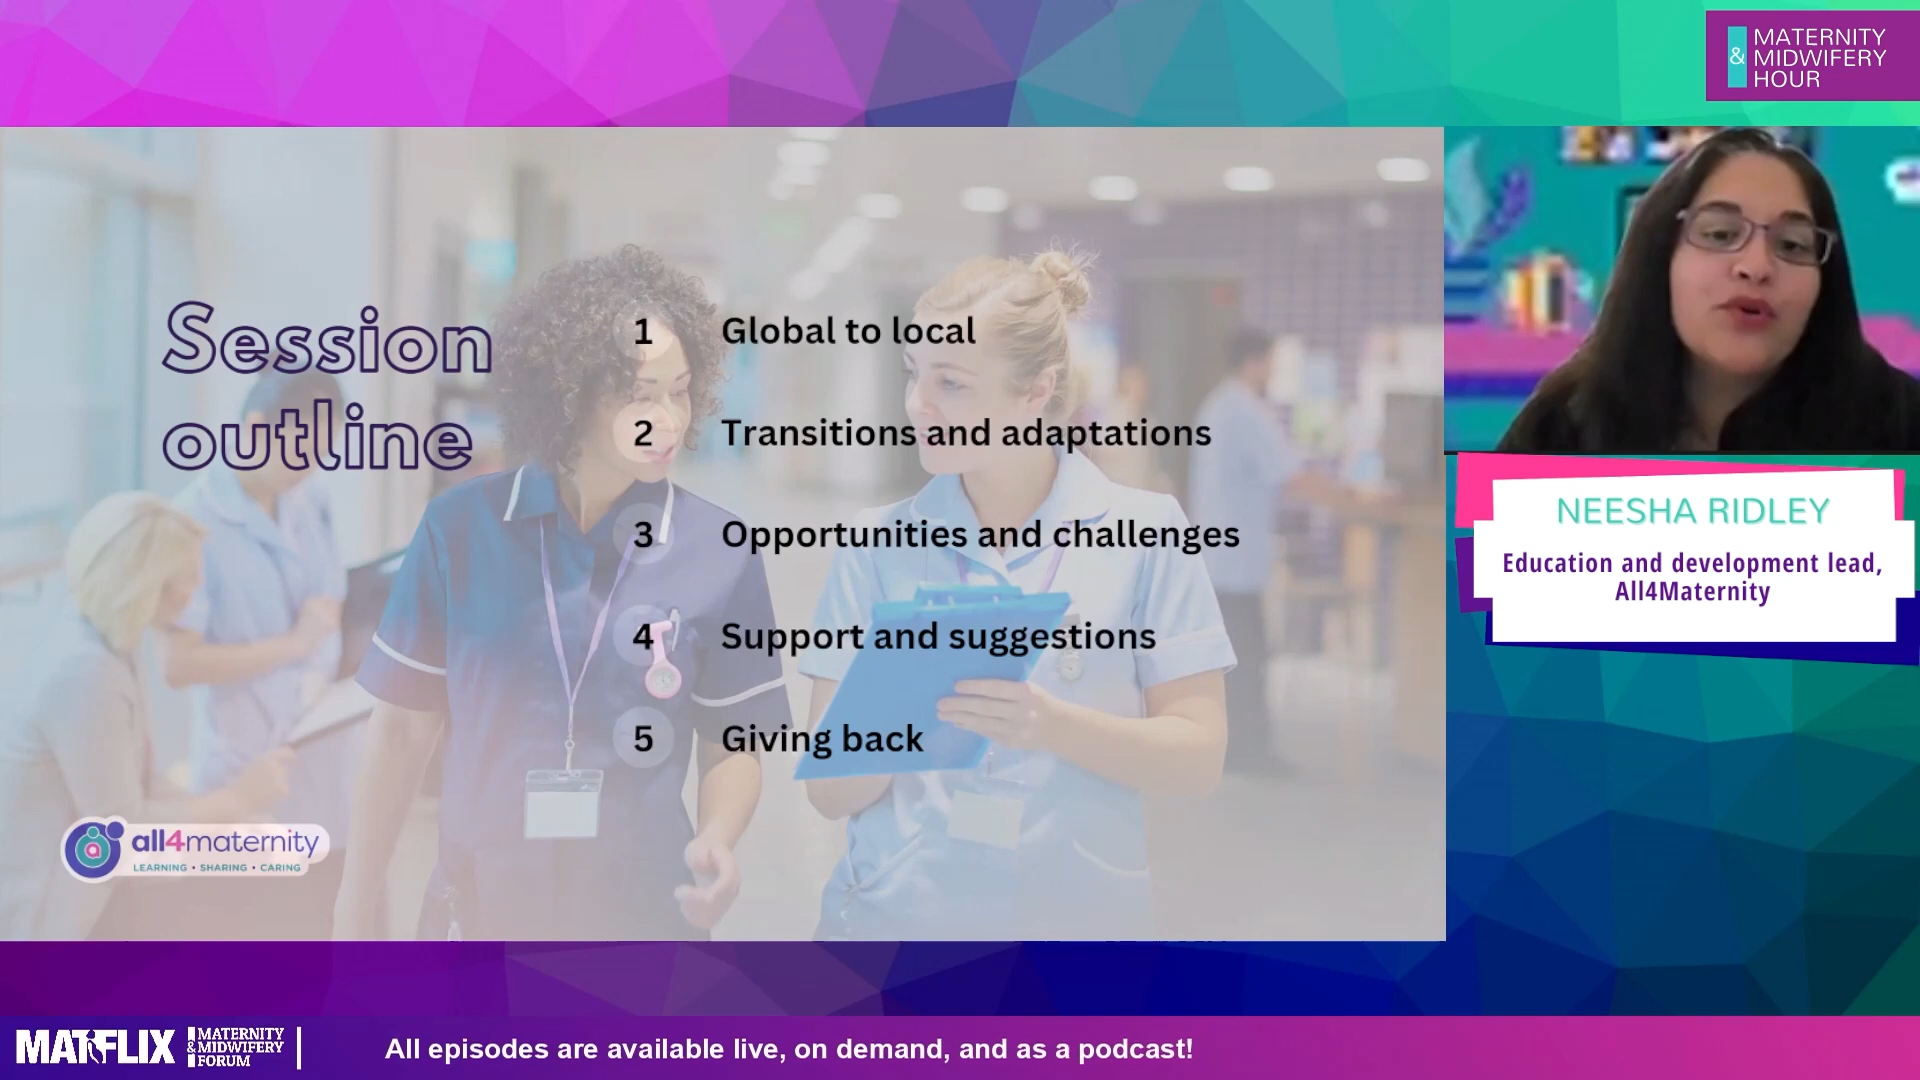 &
MATERNITY
MIDWIFERY
HOUR
Session
outline
1 Global to local
2 Transitions and adaptations
3 Opportunities and challenges
4 Support and suggestions
5 Giving back
a
all4maternity
LEARNING • SHARING • CARING
NEESHA RIDLEY
Education and development lead,
All4Maternity
MATFLIX
MATERNITY
&MIDWIFERY
FORUM
All episodes are available live, on demand, and as a podcast!